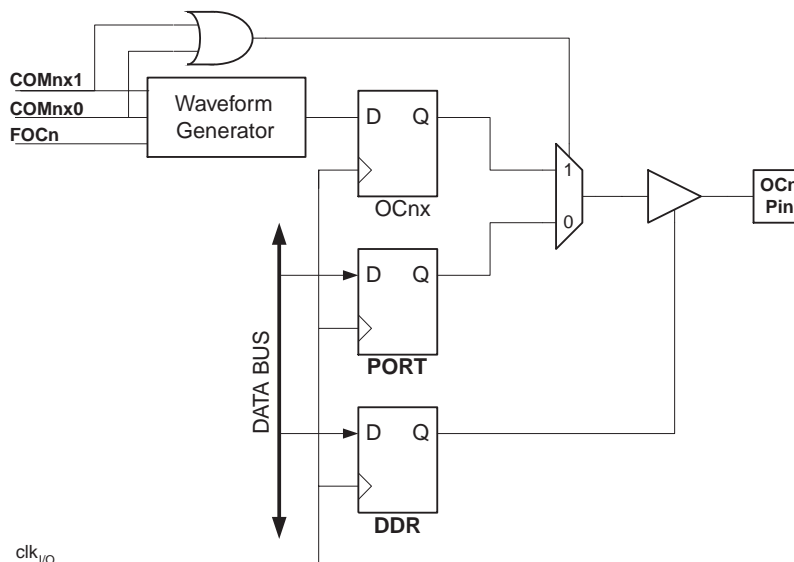 COMnx1
COMnx0
FOCn
Waveform
Generator
D Q
OCnx
1
0
OCn
Pin
DATA BUS
D Q
PORT
D Q
DDR
clkI/O